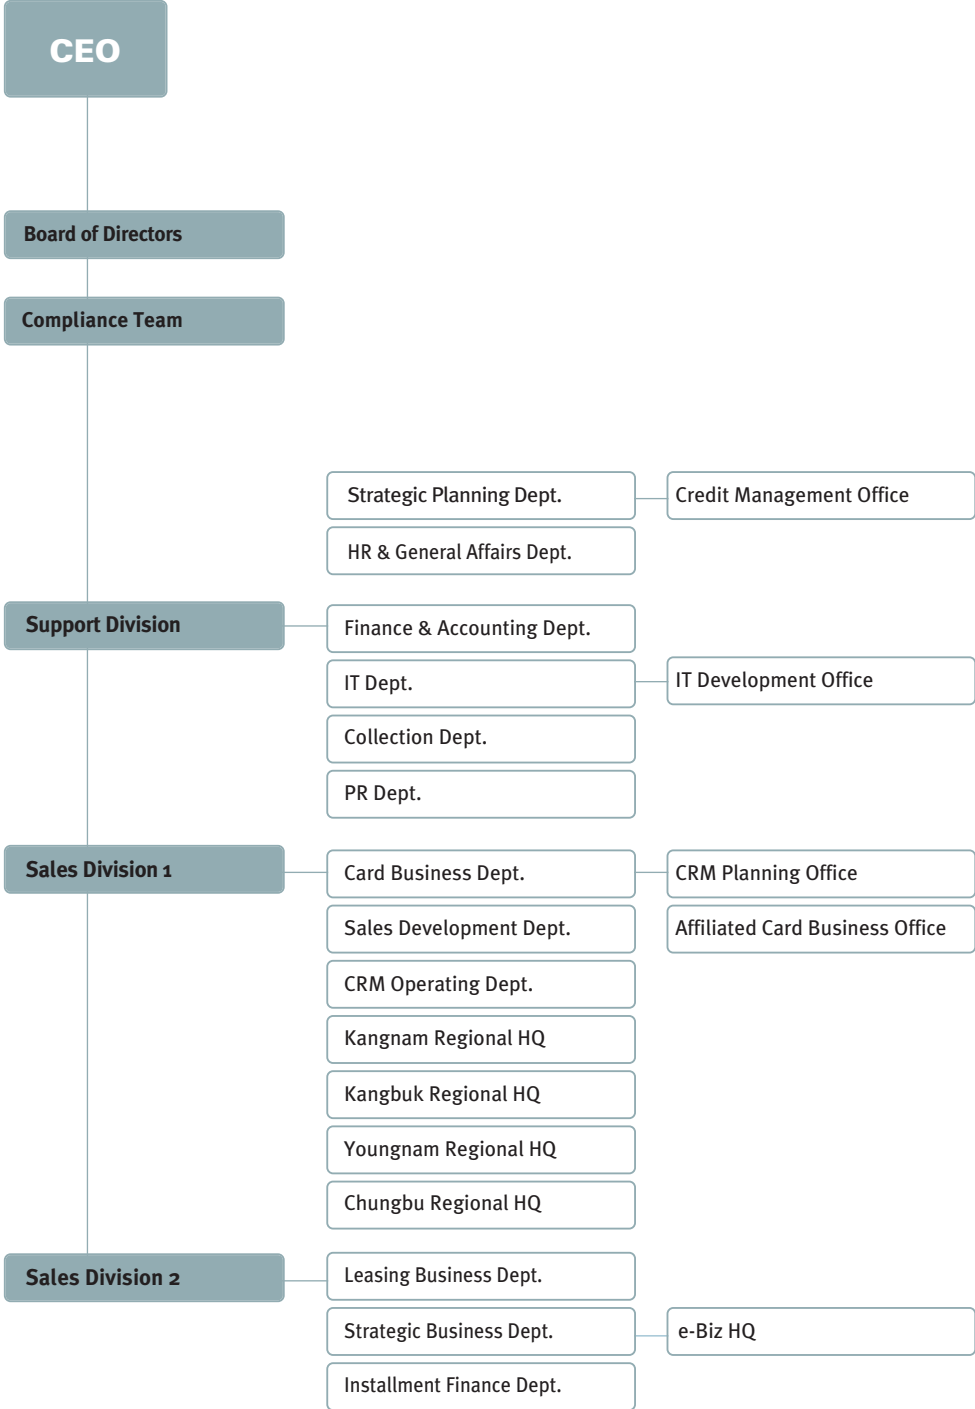 CEO
Board of Directors
Compliance Team
Strategic Planning Dept.
Credit Management Office
HR & General Affairs Dept.
Support Division
Finance & Accounting Dept.
IT Dept.
IT Development Office
Collection Dept.
PR Dept.
Sales Division 1
Card Business Dept.
CRM Planning Office
Sales Development Dept.
Affiliated Card Business Office
CRM Operating Dept.
Kangnam Regional HQ
Kangbuk Regional HQ
Youngnam Regional HQ
Chungbu Regional HQ
Sales Division 2
Leasing Business Dept.
Strategic Business Dept.
e-Biz HQ
Installment Finance Dept.